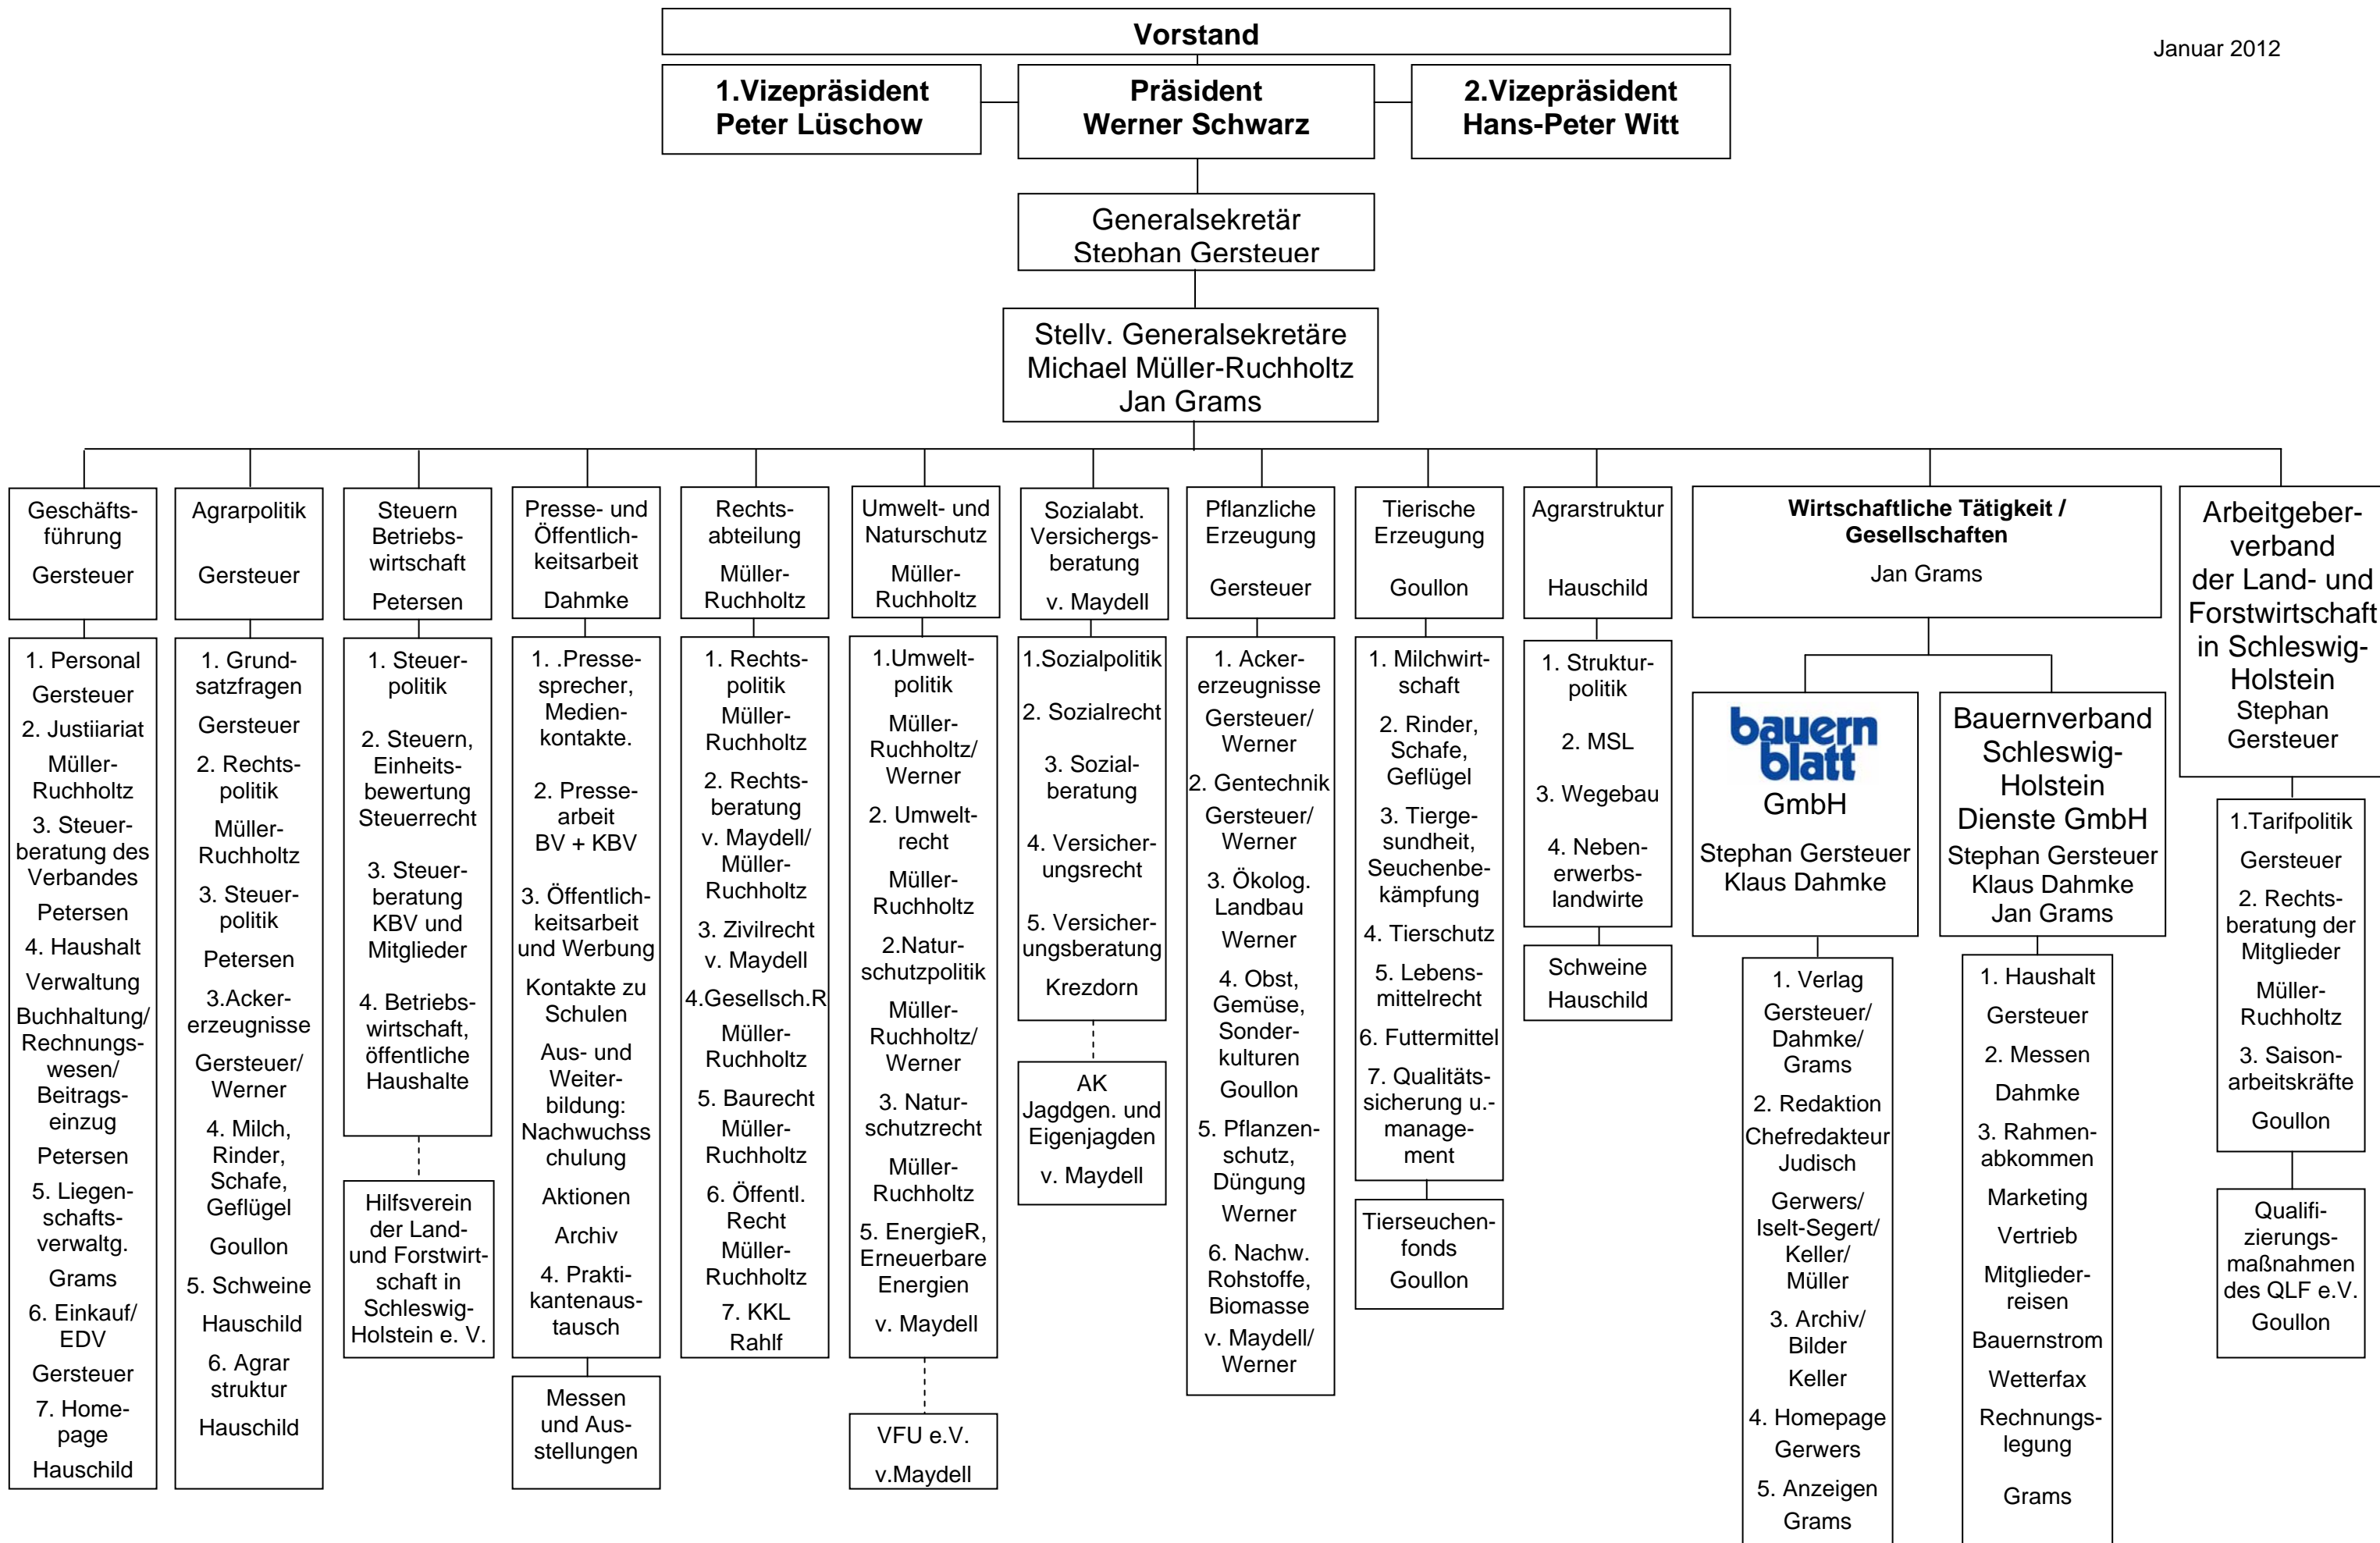 Vorstand
Januar 2012
1.Vizepräsident
Peter Lüschow
Präsident
Werner Schwarz
2.Vizepräsident
Hans-Peter Witt
Generalsekretär
Stephan Gersteuer
Stellv. Generalsekretäre
Michael Müller-Ruchholtz
Jan Grams
Geschäfts-
führung
Gersteuer
1. Personal
Gersteuer
2. Justiiariat
Müller-
Ruchholtz
3. Steuer-
beratung des
Verbandes
Petersen
4. Haushalt
Verwaltung
Buchhaltung/
Rechnungs-
wesen/
Beitrags-
einzug
Petersen
5. Liegen-
schafts-
verwaltg.
Grams
6. Einkauf/
EDV
Gersteuer
7. Home-
page
Hauschild
Agrarpolitik
Gersteuer
1. Grund-
satzfragen
Gersteuer
2. Rechts-
politik
Müller-
Ruchholtz
3. Steuer-
politik
Petersen
3.Acker-
erzeugnisse
Gersteuer/
Werner
4. Milch,
Rinder,
Schafe,
Geflügel
Goullon
5. Schweine
Hauschild
6. Agrar
struktur
Hauschild
Steuern
Betriebs-
wirtschaft
Petersen
1. Steuer-
politik
2. Steuern,
Einheits-
bewertung
Steuerrecht
3. Steuer-
beratung
KBV und
Mitglieder
4. Betriebs-
wirtschaft,
öffentliche
Haushalte
Hilfsverein
der Land-
und Forstwirt-
schaft in
Schleswig-
Holstein e. V.
Presse- und
Öffentlich-
keitsarbeit
Dahmke
1. .Presse-
sprecher,
Medien-
kontakte.
2. Presse-
arbeit
BV + KBV
3. Öffentlich-
keitsarbeit
und Werbung
Kontakte zu
Schulen
Aus- und
Weiter-
bildung:
Nachwuchss
chulung
Aktionen
Archiv
4. Prakti-
kantenaus-
tausch
Messen
und Aus-
stellungen
Rechts-
abteilung
Müller-
Ruchholtz
1. Rechts-
politik
Müller-
Ruchholtz
2. Rechts-
beratung
v. Maydell/
Müller-
Ruchholtz
3. Zivilrecht
v. Maydell
4.Gesellsch.R
Müller-
Ruchholtz
5. Baurecht
Müller-
Ruchholtz
6. Öffentl.
Recht
Müller-
Ruchholtz
7. KKL
Rahlf
Umwelt- und
Naturschutz
Müller-
Ruchholtz
1.Umwelt-
politik
Müller-
Ruchholtz/
Werner
2. Umwelt-
recht
Müller-
Ruchholtz
2.Natur-
schutzpolitik
Müller-
Ruchholtz/
Werner
3. Natur-
schutzrecht
Müller-
Ruchholtz
5. EnergieR,
Erneuerbare
Energien
v. Maydell
VFU e.V.
v.Maydell
Sozialabt.
Versichergs-
beratung
v. Maydell
1.Sozialpolitik
2. Sozialrecht
3. Sozial-
beratung
4. Versicher-
ungsrecht
5. Versicher-
ungsberatung
Krezdorn
AK
Jagdgen. und
Eigenjagden
v. Maydell
Pflanzliche
Erzeugung
Gersteuer
1. Acker-
erzeugnisse
Gersteuer/
Werner
2. Gentechnik
Gersteuer/
Werner
3. Ökolog.
Landbau
Werner
4. Obst,
Gemüse,
Sonder-
kulturen
Goullon
5. Pflanzen-
schutz,
Düngung
Werner
6. Nachw.
Rohstoffe,
Biomasse
v. Maydell/
Werner
Tierische
Erzeugung
Goullon
1. Milchwirt-
schaft
2. Rinder,
Schafe,
Geflügel
3. Tierge-
sundheit,
Seuchenbe-
kämpfung
4. Tierschutz
5. Lebens-
mittelrecht
6. Futtermittel
7. Qualitäts-
sicherung u.-
manage-
ment
Tierseuchen-
fonds
Goullon
Agrarstruktur
Hauschild
1. Struktur-
politik
2. MSL
3. Wegebau
4. Neben-
erwerbs-
landwirte
Schweine
Hauschild
Wirtschaftliche Tätigkeit /
Gesellschaften
Jan Grams
bauern
blatt
GmbH
Stephan Gersteuer
Klaus Dahmke
1. Verlag
Gersteuer/
Dahmke/
Grams
2. Redaktion
Chefredakteur
Judisch
Gerwers/
Iselt-Segert/
Keller/
Müller
3. Archiv/
Bilder
Keller
4. Homepage
Gerwers
5. Anzeigen
Grams
Bauernverband
Schleswig-
Holstein
Dienste GmbH
Stephan Gersteuer
Klaus Dahmke
Jan Grams
1. Haushalt
Gersteuer
2. Messen
Dahmke
3. Rahmen-
abkommen
Marketing
Vertrieb
Mitglieder-
reisen
Bauernstrom
Wetterfax
Rechnungs-
legung
Grams
Arbeitgeber-
verband
der Land- und
Forstwirtschaft
in Schleswig-
Holstein
Stephan
Gersteuer
1.Tarifpolitik
Gersteuer
2. Rechts-
beratung der
Mitglieder
Müller-
Ruchholtz
3. Saison-
arbeitskräfte
Goullon
Qualifi-
zierungs-
maßnahmen
des QLF e.V.
Goullon